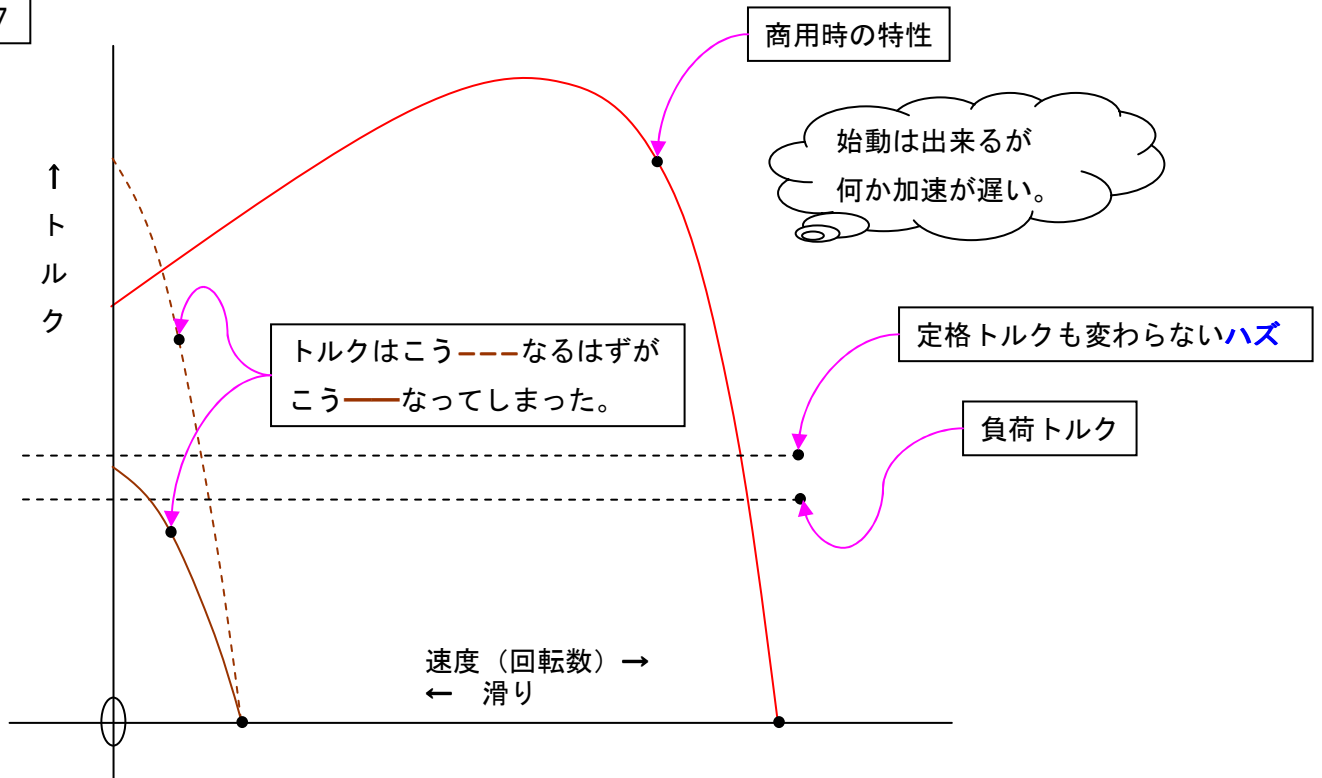 7
商用時の特性
始動は出来るが
何か加速が遅い。
↑トルク
定格トルクも変わらないハズ
トルクはこう---なるはずが
こう──なってしまった。
負荷トルク
速度（回転数）→
← 滑り